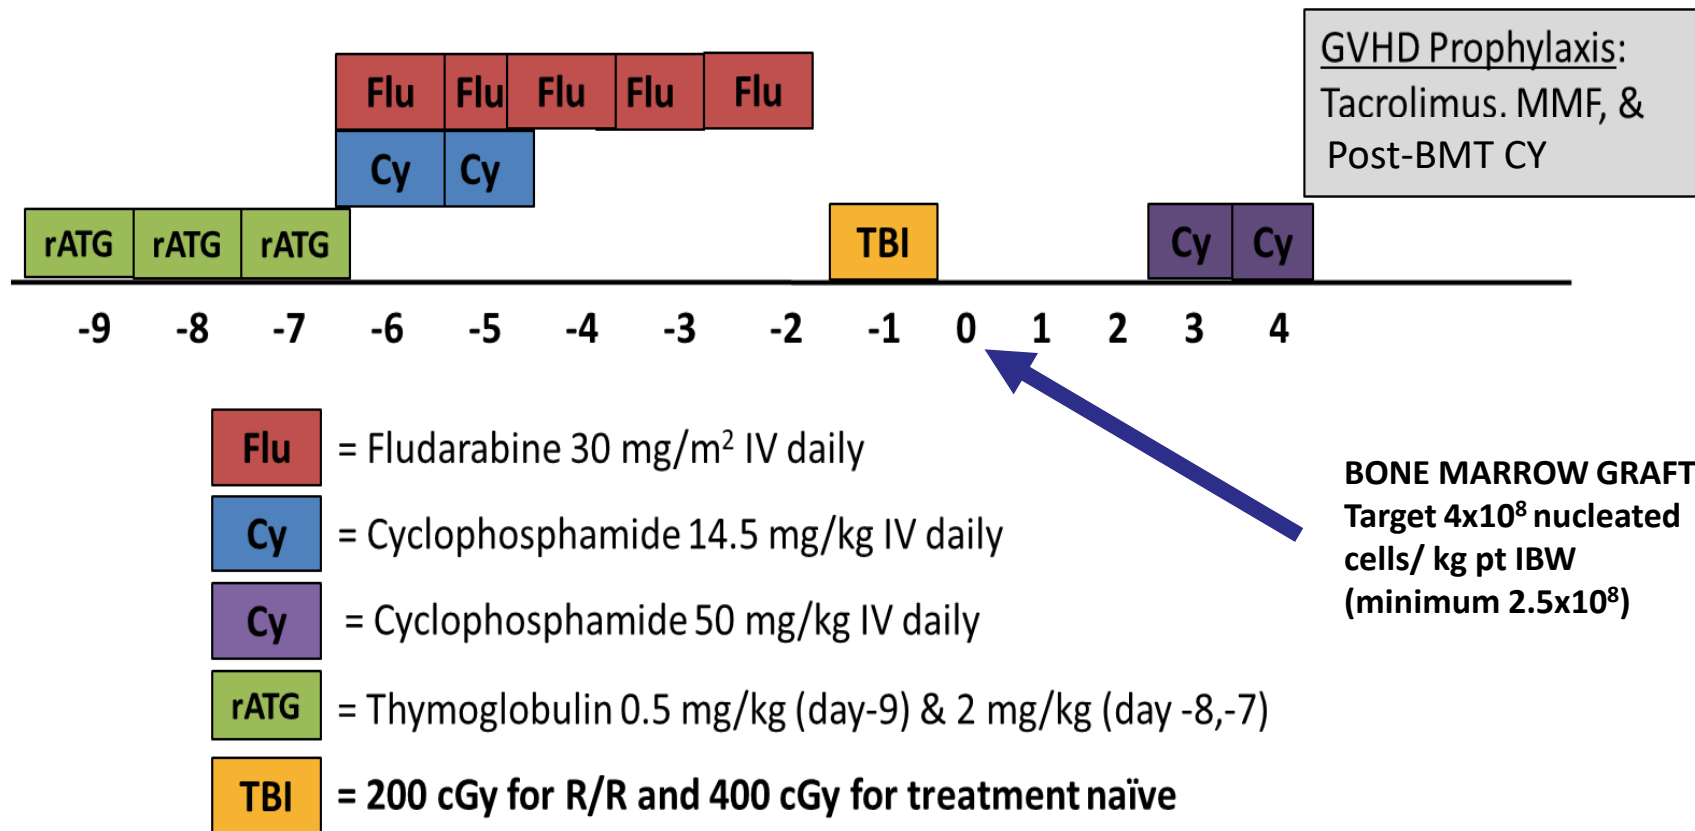 GVHD Prophylaxis:
Tacrolimus. MMF, &
Post-BMT CY
Flu Flu Flu Flu Flu
Cy Cy
rATG rATG rATG TBI Cy Cy
-9 -8 -7 -6 -5 -4 -3 -2 -1 0 1 2 3 4
Flu = Fludarabine 30 mg/m² IV daily
Cy = Cyclophosphamide 14.5 mg/kg IV daily
Cy = Cyclophosphamide 50 mg/kg IV daily
rATG = Thymoglobulin 0.5 mg/kg (day-9) & 2 mg/kg (day -8,-7)
TBI = 200 cGy for R/R and 400 cGy for treatment naïve
BONE MARROW GRAFT
Target 4x10⁸ nucleated
cells/ kg pt IBW
(minimum 2.5x10⁸)